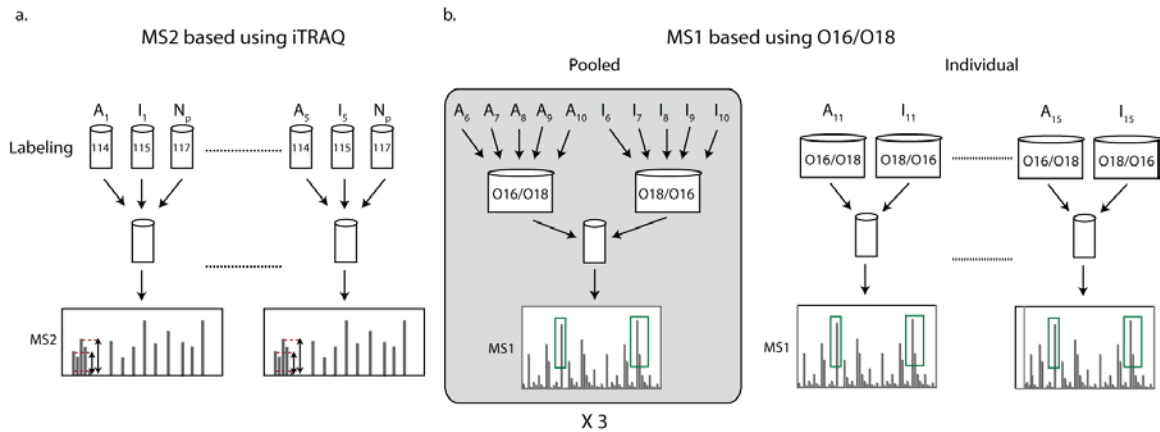 a.
MS2 based using iTRAQ
A1 I1 Np A5 I5 Np
Labeling 114 115 117 114 115 117
MS2
b.
MS1 based using O16/O18
Pooled
A6 A7 A8 A9 A10 I6 I7 I8 I9 I10
O16/O18 O18/O16
MS1
X 3
Individual
A11 I11 A15 I15
O16/O18 O18/O16 O16/O18 O18/O16
MS1